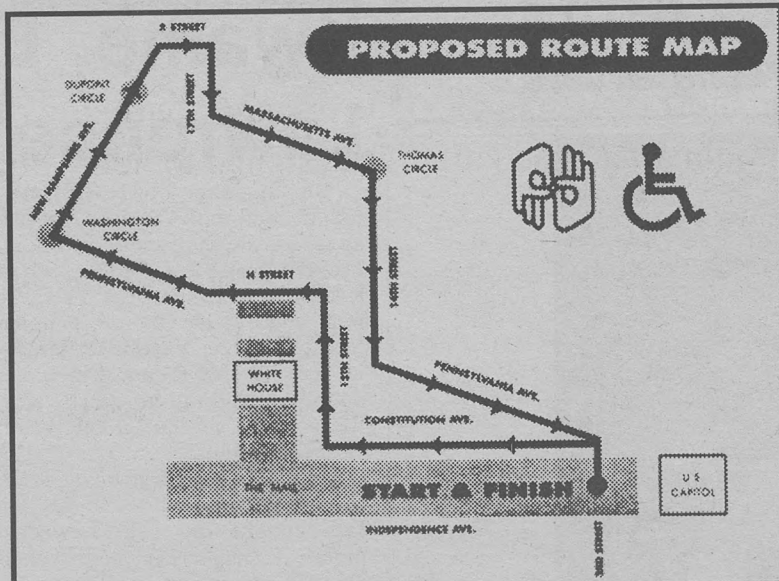 PROPOSED ROUTE MAP
R STREET
17TH STREET
DUPONT
CIRCLE
MASSACHUSETTS AVE.
THOMAS
CIRCLE
NEW HAMPSHIRE AVE.
WASHINGTON
CIRCLE
PENNSYLVANIA AVE.
H STREET
14TH STREET
15TH STREET
WHITE
HOUSE
PENNSYLVANIA AVE.
CONSTITUTION AVE.
THE MALL
START & FINISH
U S
CAPITOL
INDEPENDENCE AVE.
3RD STREET